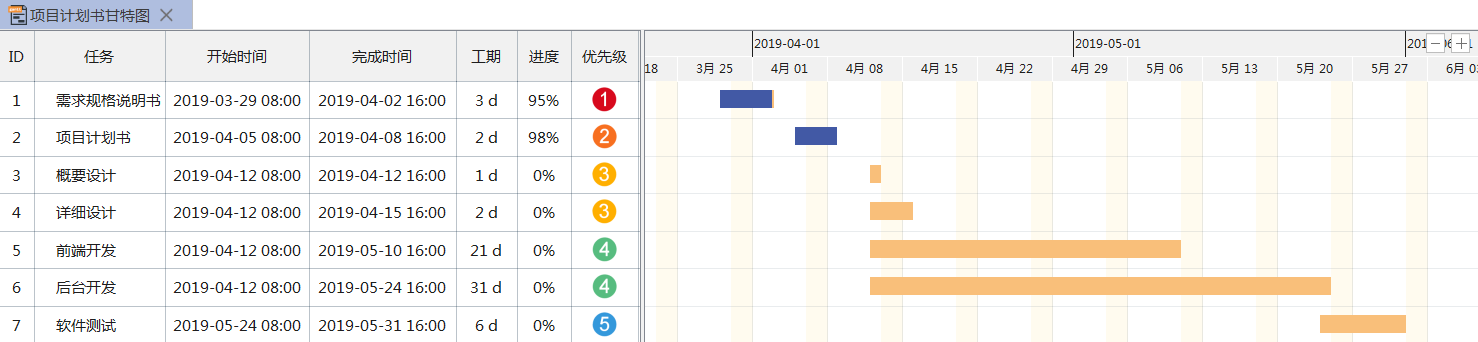 项目计划书甘特图
ID 任务 开始时间 完成时间 工期 进度 优先级
2019-04-01 2019-05-01
18 3月 25 4月 01 4月 08 4月 15 4月 22 4月 29 5月 06 5月 13 5月 20 5月 27 6月
1 需求规格说明书 2019-03-29 08:00 2019-04-02 16:00 3 d 95% 1
2 项目计划书 2019-04-05 08:00 2019-04-08 16:00 2 d 98% 2
3 概要设计 2019-04-12 08:00 2019-04-12 16:00 1 d 0% 3
4 详细设计 2019-04-12 08:00 2019-04-15 16:00 2 d 0% 3
5 前端开发 2019-04-12 08:00 2019-05-10 16:00 21 d 0% 4
6 后台开发 2019-04-12 08:00 2019-05-24 16:00 31 d 0% 4
7 软件测试 2019-05-24 08:00 2019-05-31 16:00 6 d 0% 5